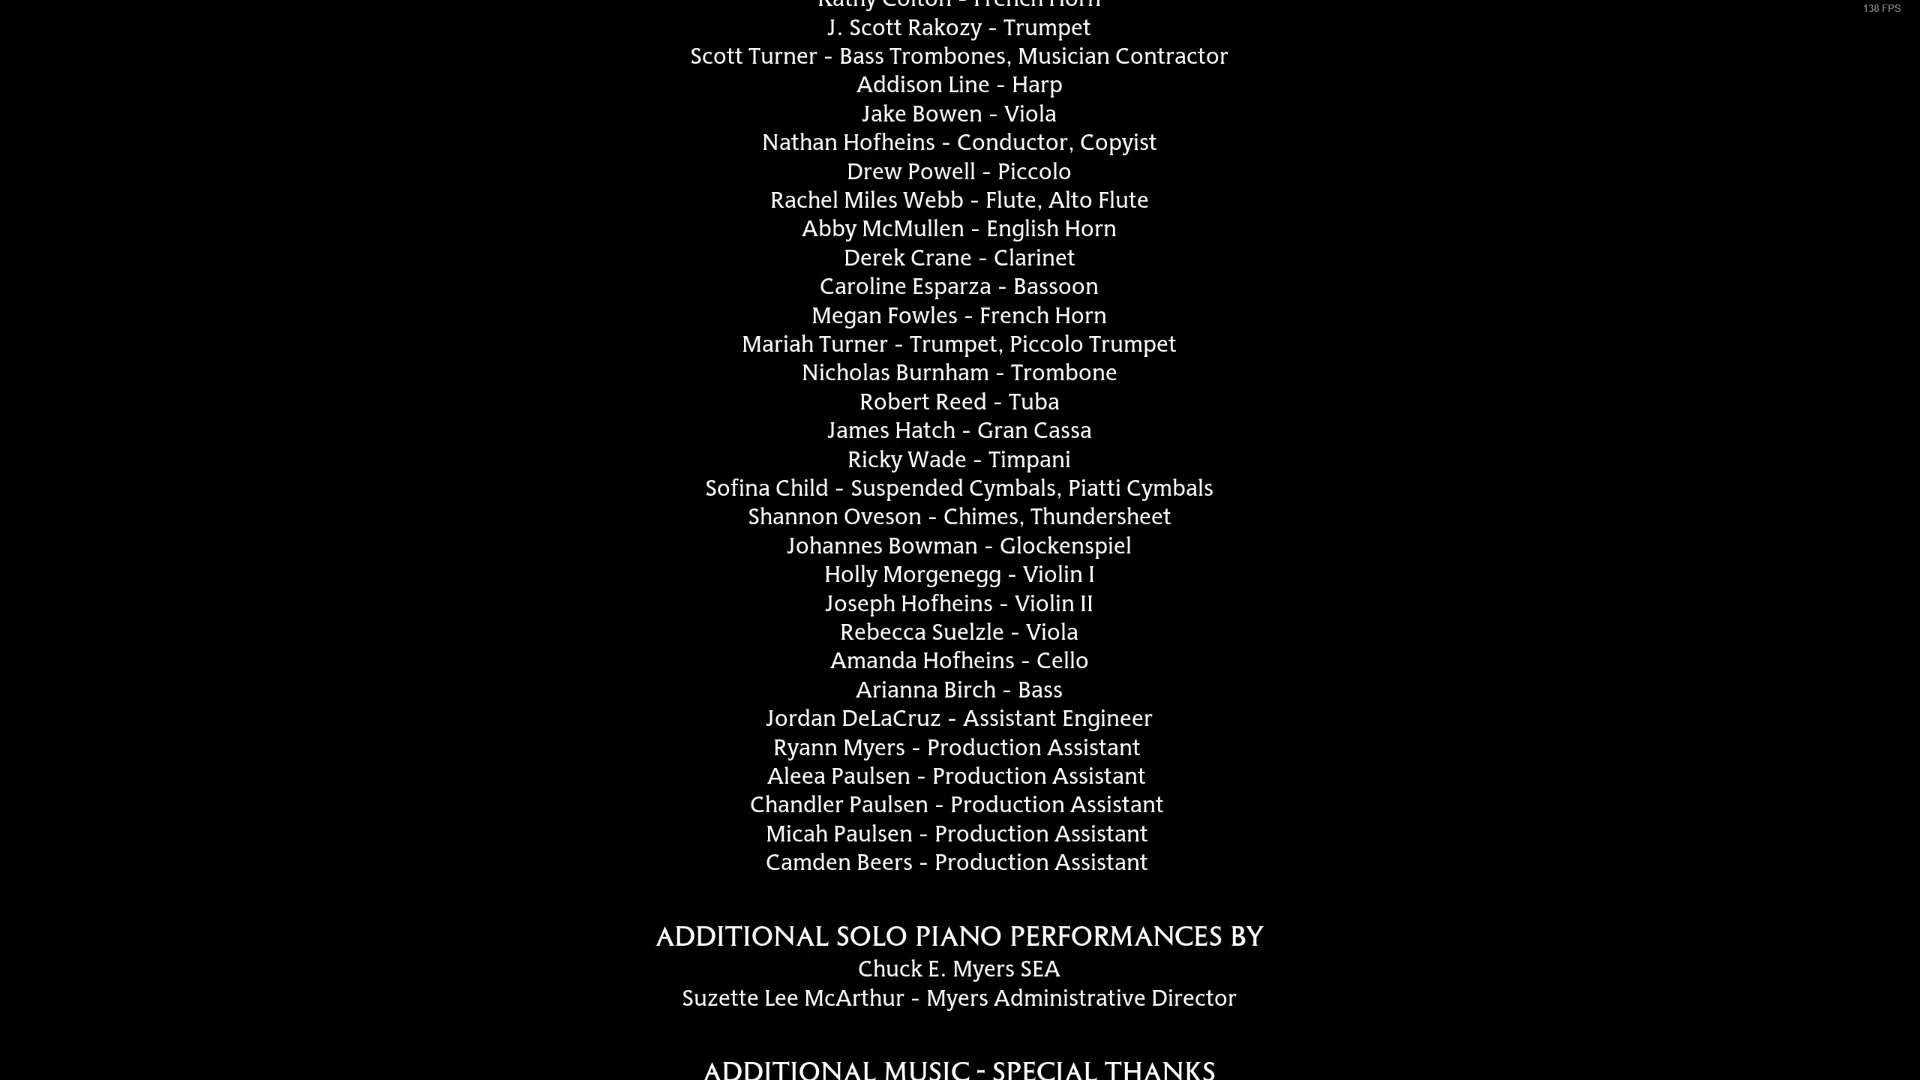 138 FPS
Kathy Colton - French Horn
J. Scott Rakozy - Trumpet
Scott Turner - Bass Trombones, Musician Contractor
Addison Line - Harp
Jake Bowen - Viola
Nathan Hofheins - Conductor, Copyist
Drew Powell - Piccolo
Rachel Miles Webb - Flute, Alto Flute
Abby McMullen - English Horn
Derek Crane - Clarinet
Caroline Esparza - Bassoon
Megan Fowles - French Horn
Mariah Turner - Trumpet, Piccolo Trumpet
Nicholas Burnham - Trombone
Robert Reed - Tuba
James Hatch - Gran Cassa
Ricky Wade - Timpani
Sofina Child - Suspended Cymbals, Piatti Cymbals
Shannon Oveson - Chimes, Thundersheet
Johannes Bowman - Glockenspiel
Holly Morgenegg - Violin I
Joseph Hofheins - Violin II
Rebecca Suelzle - Viola
Amanda Hofheins - Cello
Arianna Birch - Bass
Jordan DeLaCruz - Assistant Engineer
Ryann Myers - Production Assistant
Aleea Paulsen - Production Assistant
Chandler Paulsen - Production Assistant
Micah Paulsen - Production Assistant
Camden Beers - Production Assistant
ADDITIONAL SOLO PIANO PERFORMANCES BY
Chuck E. Myers SEA
Suzette Lee McArthur - Myers Administrative Director
ADDITIONAL MUSIC - SPECIAL THANKS